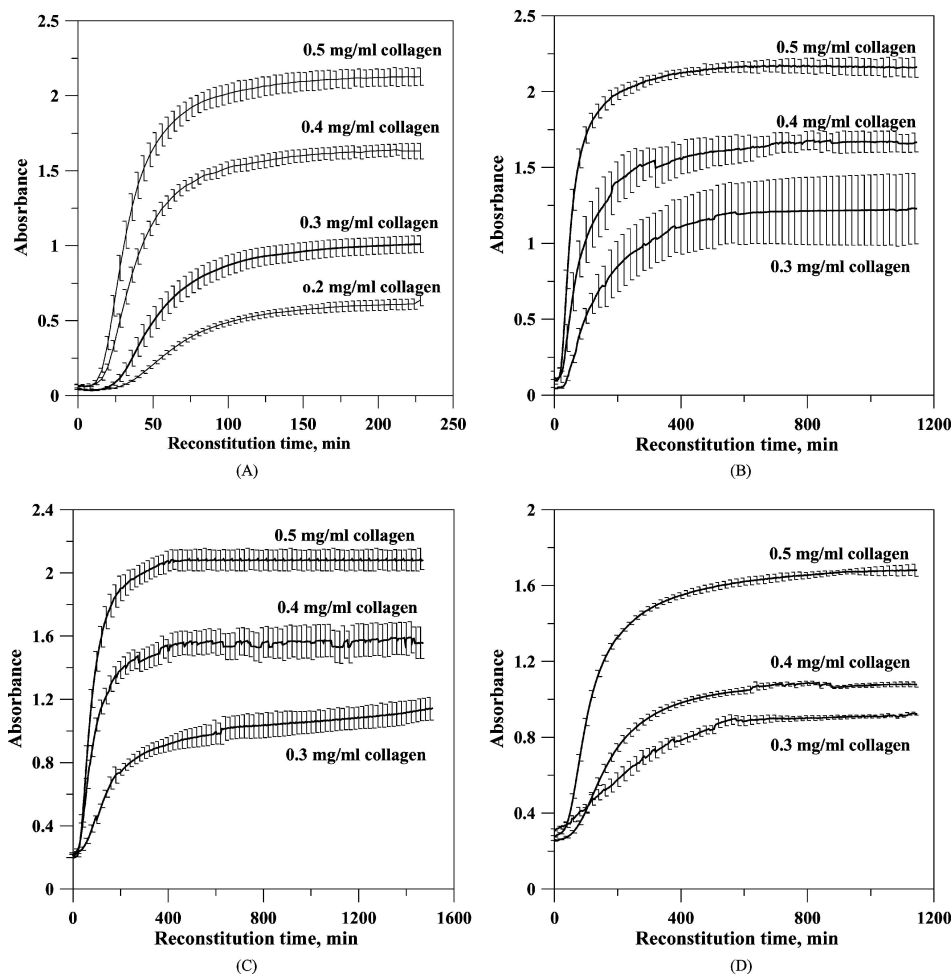 2.5
2
1.5
1
0.5
0
0.5 mg/ml collagen
0.4 mg/ml collagen
0.3 mg/ml collagen
o.2 mg/ml collagen
Abosrbance
0 50 100 150 200 250
Reconstitution time, min
(A)
2.5
2
1.5
1
0.5
0
0.5 mg/ml collagen
0.4 mg/ml collagen
0.3 mg/ml collagen
Abosrbance
0 400 800 1200
Reconstitution time, min
(B)
2.4
2
1.6
1.2
0.8
0.4
0
0.5 mg/ml collagen
0.4 mg/ml collagen
0.3 mg/ml collagen
Absorbance
0 400 800 1200 1600
Reconstitution time, min
(C)
2
1.6
1.2
0.8
0.4
0
0.5 mg/ml collagen
0.4 mg/ml collagen
0.3 mg/ml collagen
Absorbance
0 400 800 1200
Reconstitution time, min
(D)